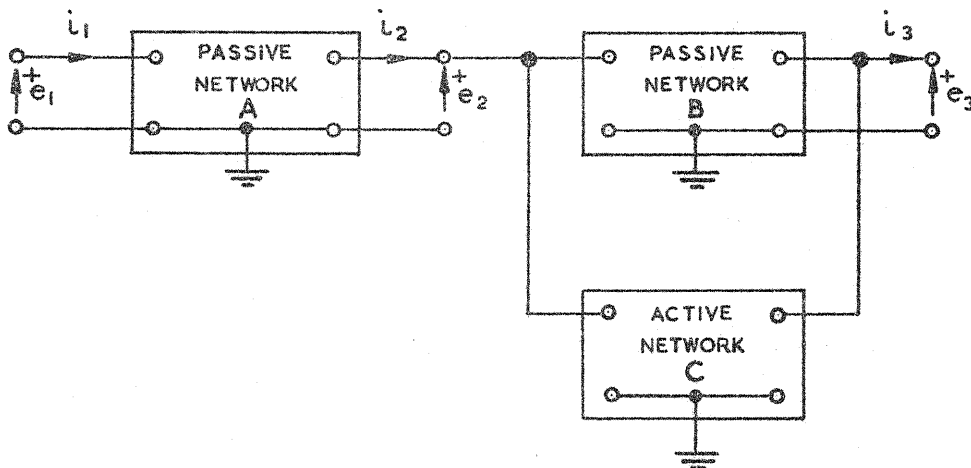 i1
i2
i3
PASSIVE
NETWORK
A
PASSIVE
NETWORK
B
+
e1
+
e2
+
e3
ACTIVE
NETWORK
C